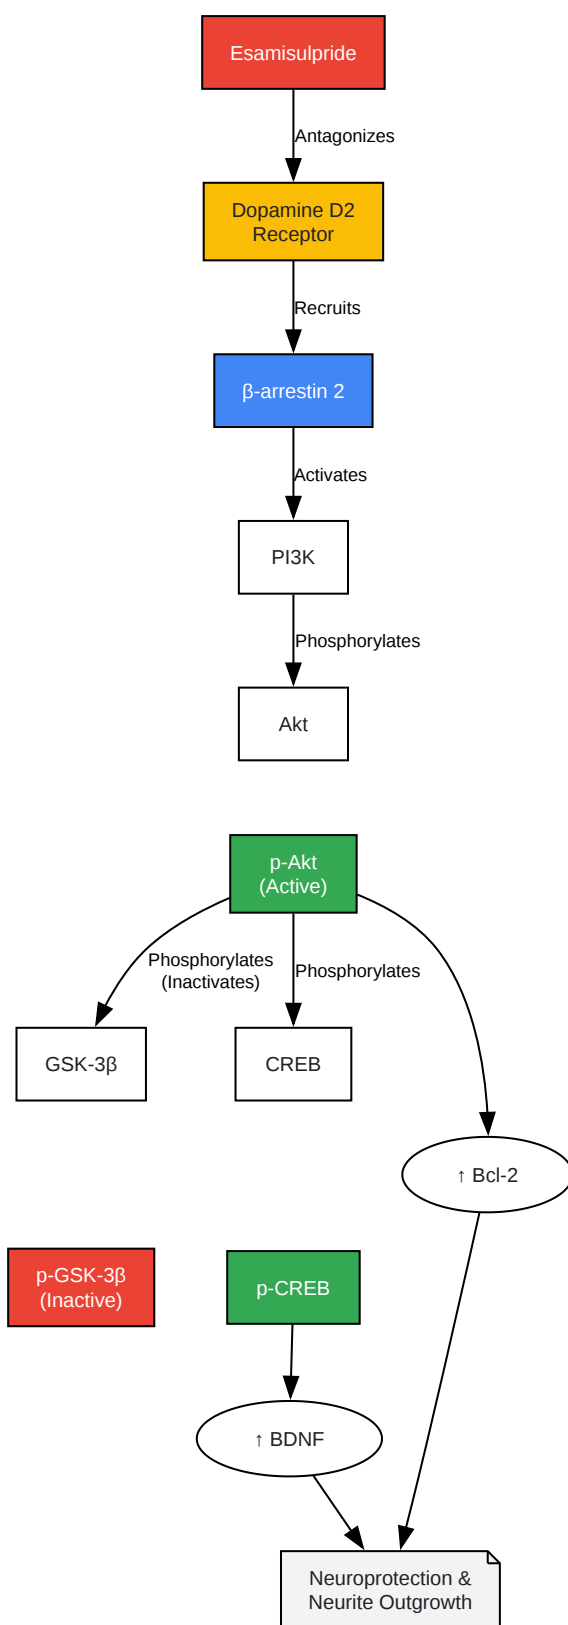 Esamisulpride
Antagonizes
Dopamine D2
Receptor
Recruits
β-arrestin 2
Activates
PI3K
Phosphorylates
Akt
p-Akt
(Active)
Phosphorylates
(Inactivates)
Phosphorylates
GSK-3β
CREB
↑ Bcl-2
p-GSK-3β
(Inactive)
p-CREB
↑ BDNF
Neuroprotection &
Neurite Outgrowth